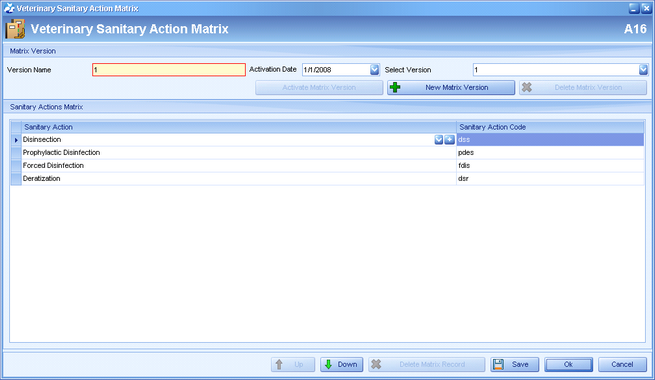 Veterinary Sanitary Action Matrix
Veterinary Sanitary Action Matrix A16
Matrix Version
Version Name 1 Activation Date 1/1/2008 Select Version 1
Activate Matrix Version New Matrix Version Delete Matrix Version
Sanitary Actions Matrix
Sanitary Action Sanitary Action Code
Disinsection dss
Prophylactic Disinfection pdes
Forced Disinfection fdis
Deratization dsr
Up Down Delete Matrix Record Save Ok Cancel